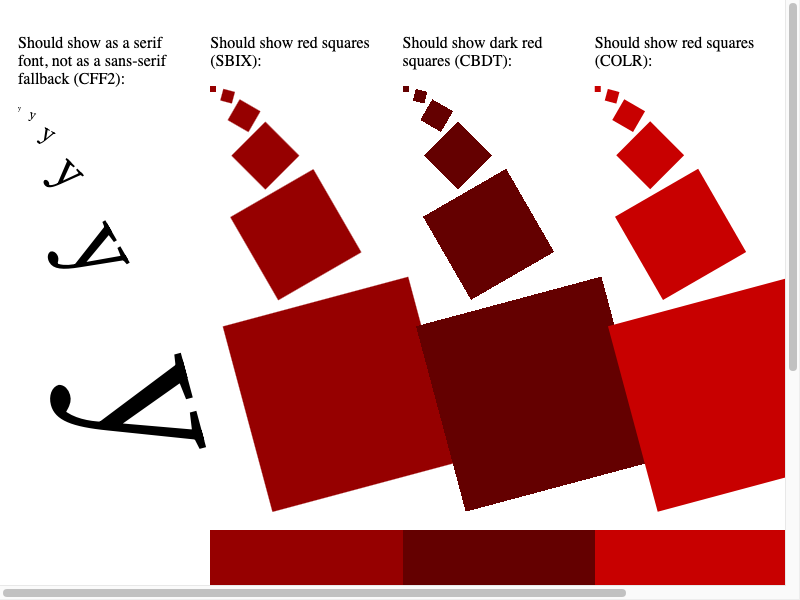 Should show as a serif
font, not as a sans-serif
fallback (CFF2):
y
y
y
y
y
y
Should show red squares
(SBIX):
Should show dark red
squares (CBDT):
Should show red squares
(COLR):